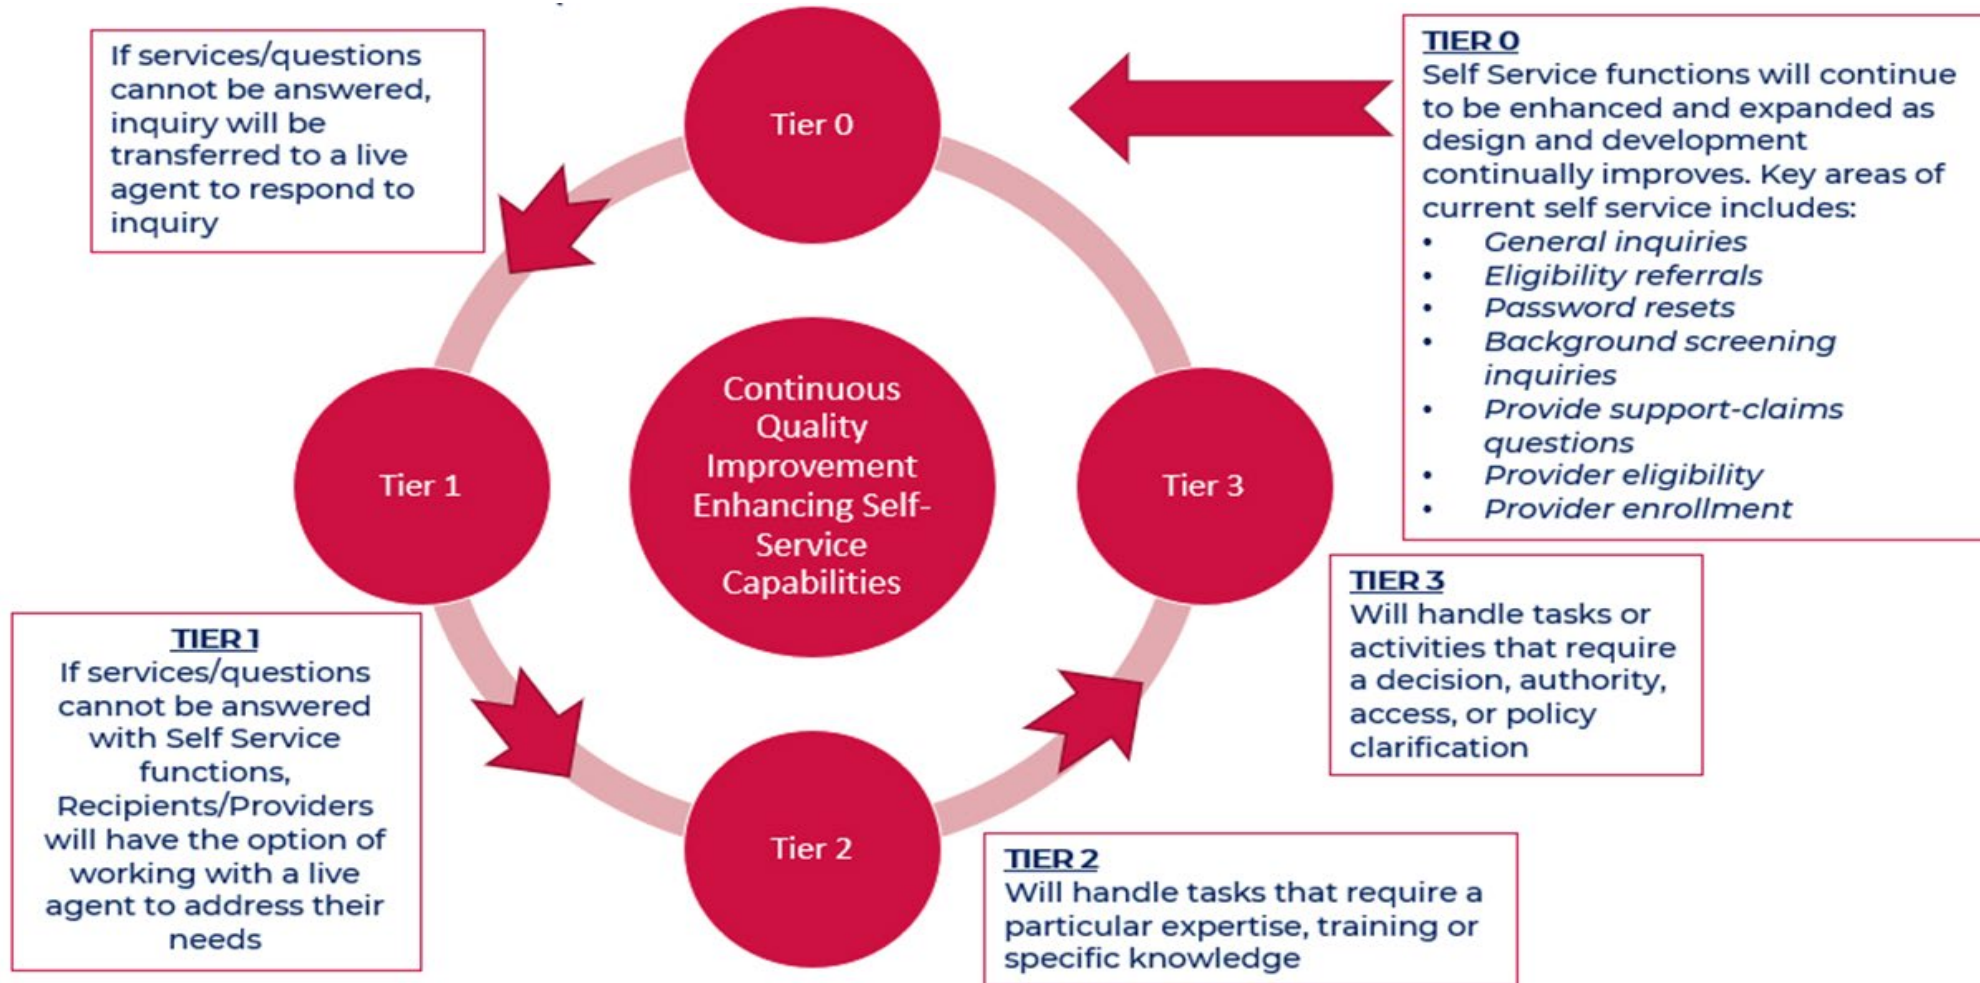 If services/questions
cannot be answered,
inquiry will be
transferred to a live
agent to respond to
inquiry
Tier 0
TIER 0
Self Service functions will continue
to be enhanced and expanded as
design and development
continually improves. Key areas of
current self service includes:
• General inquiries
• Eligibility referrals
• Password resets
• Background screening
inquiries
• Provide support-claims
questions
• Provider eligibility
• Provider enrollment
Tier 1
Continuous
Quality
Improvement
Enhancing Self-
Service
Capabilities
Tier 3
TIER 1
If services/questions
cannot be answered
with Self Service
functions,
Recipients/Providers
will have the option of
working with a live
agent to address their
needs
Tier 2
TIER 3
Will handle tasks or
activities that require
a decision, authority,
access, or policy
clarification
TIER 2
Will handle tasks that require a
particular expertise, training or
specific knowledge